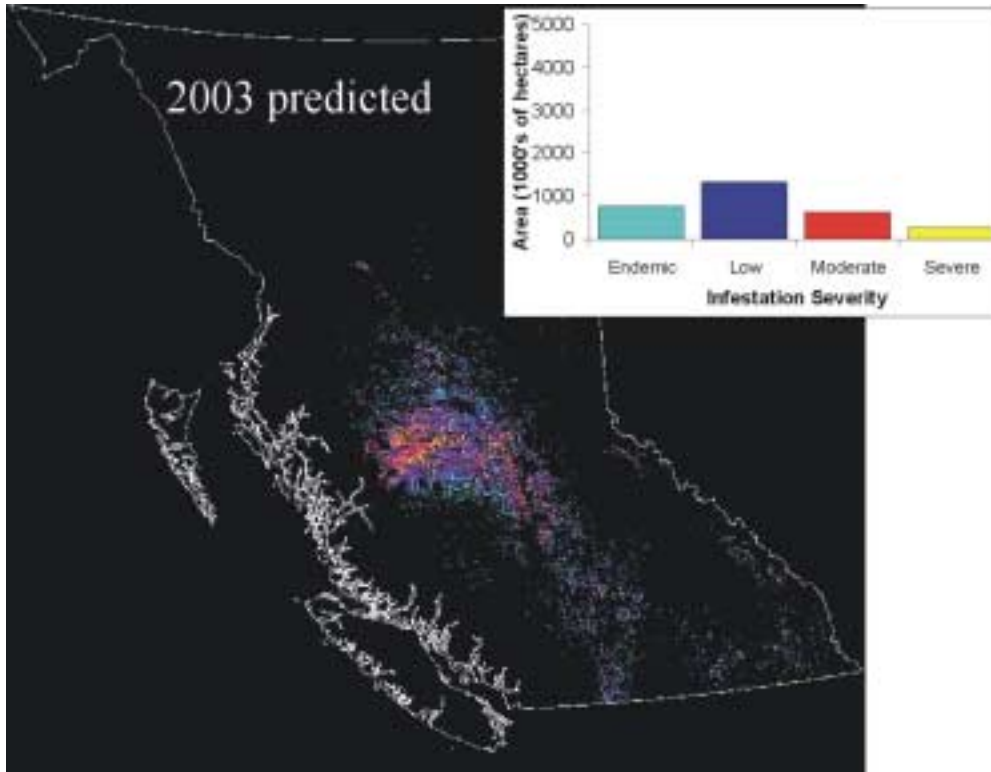 2003 predicted
Area (1000's of hectares)
5000
4000
3000
2000
1000
0
Endemic Low Moderate Severe
Infestation Severity